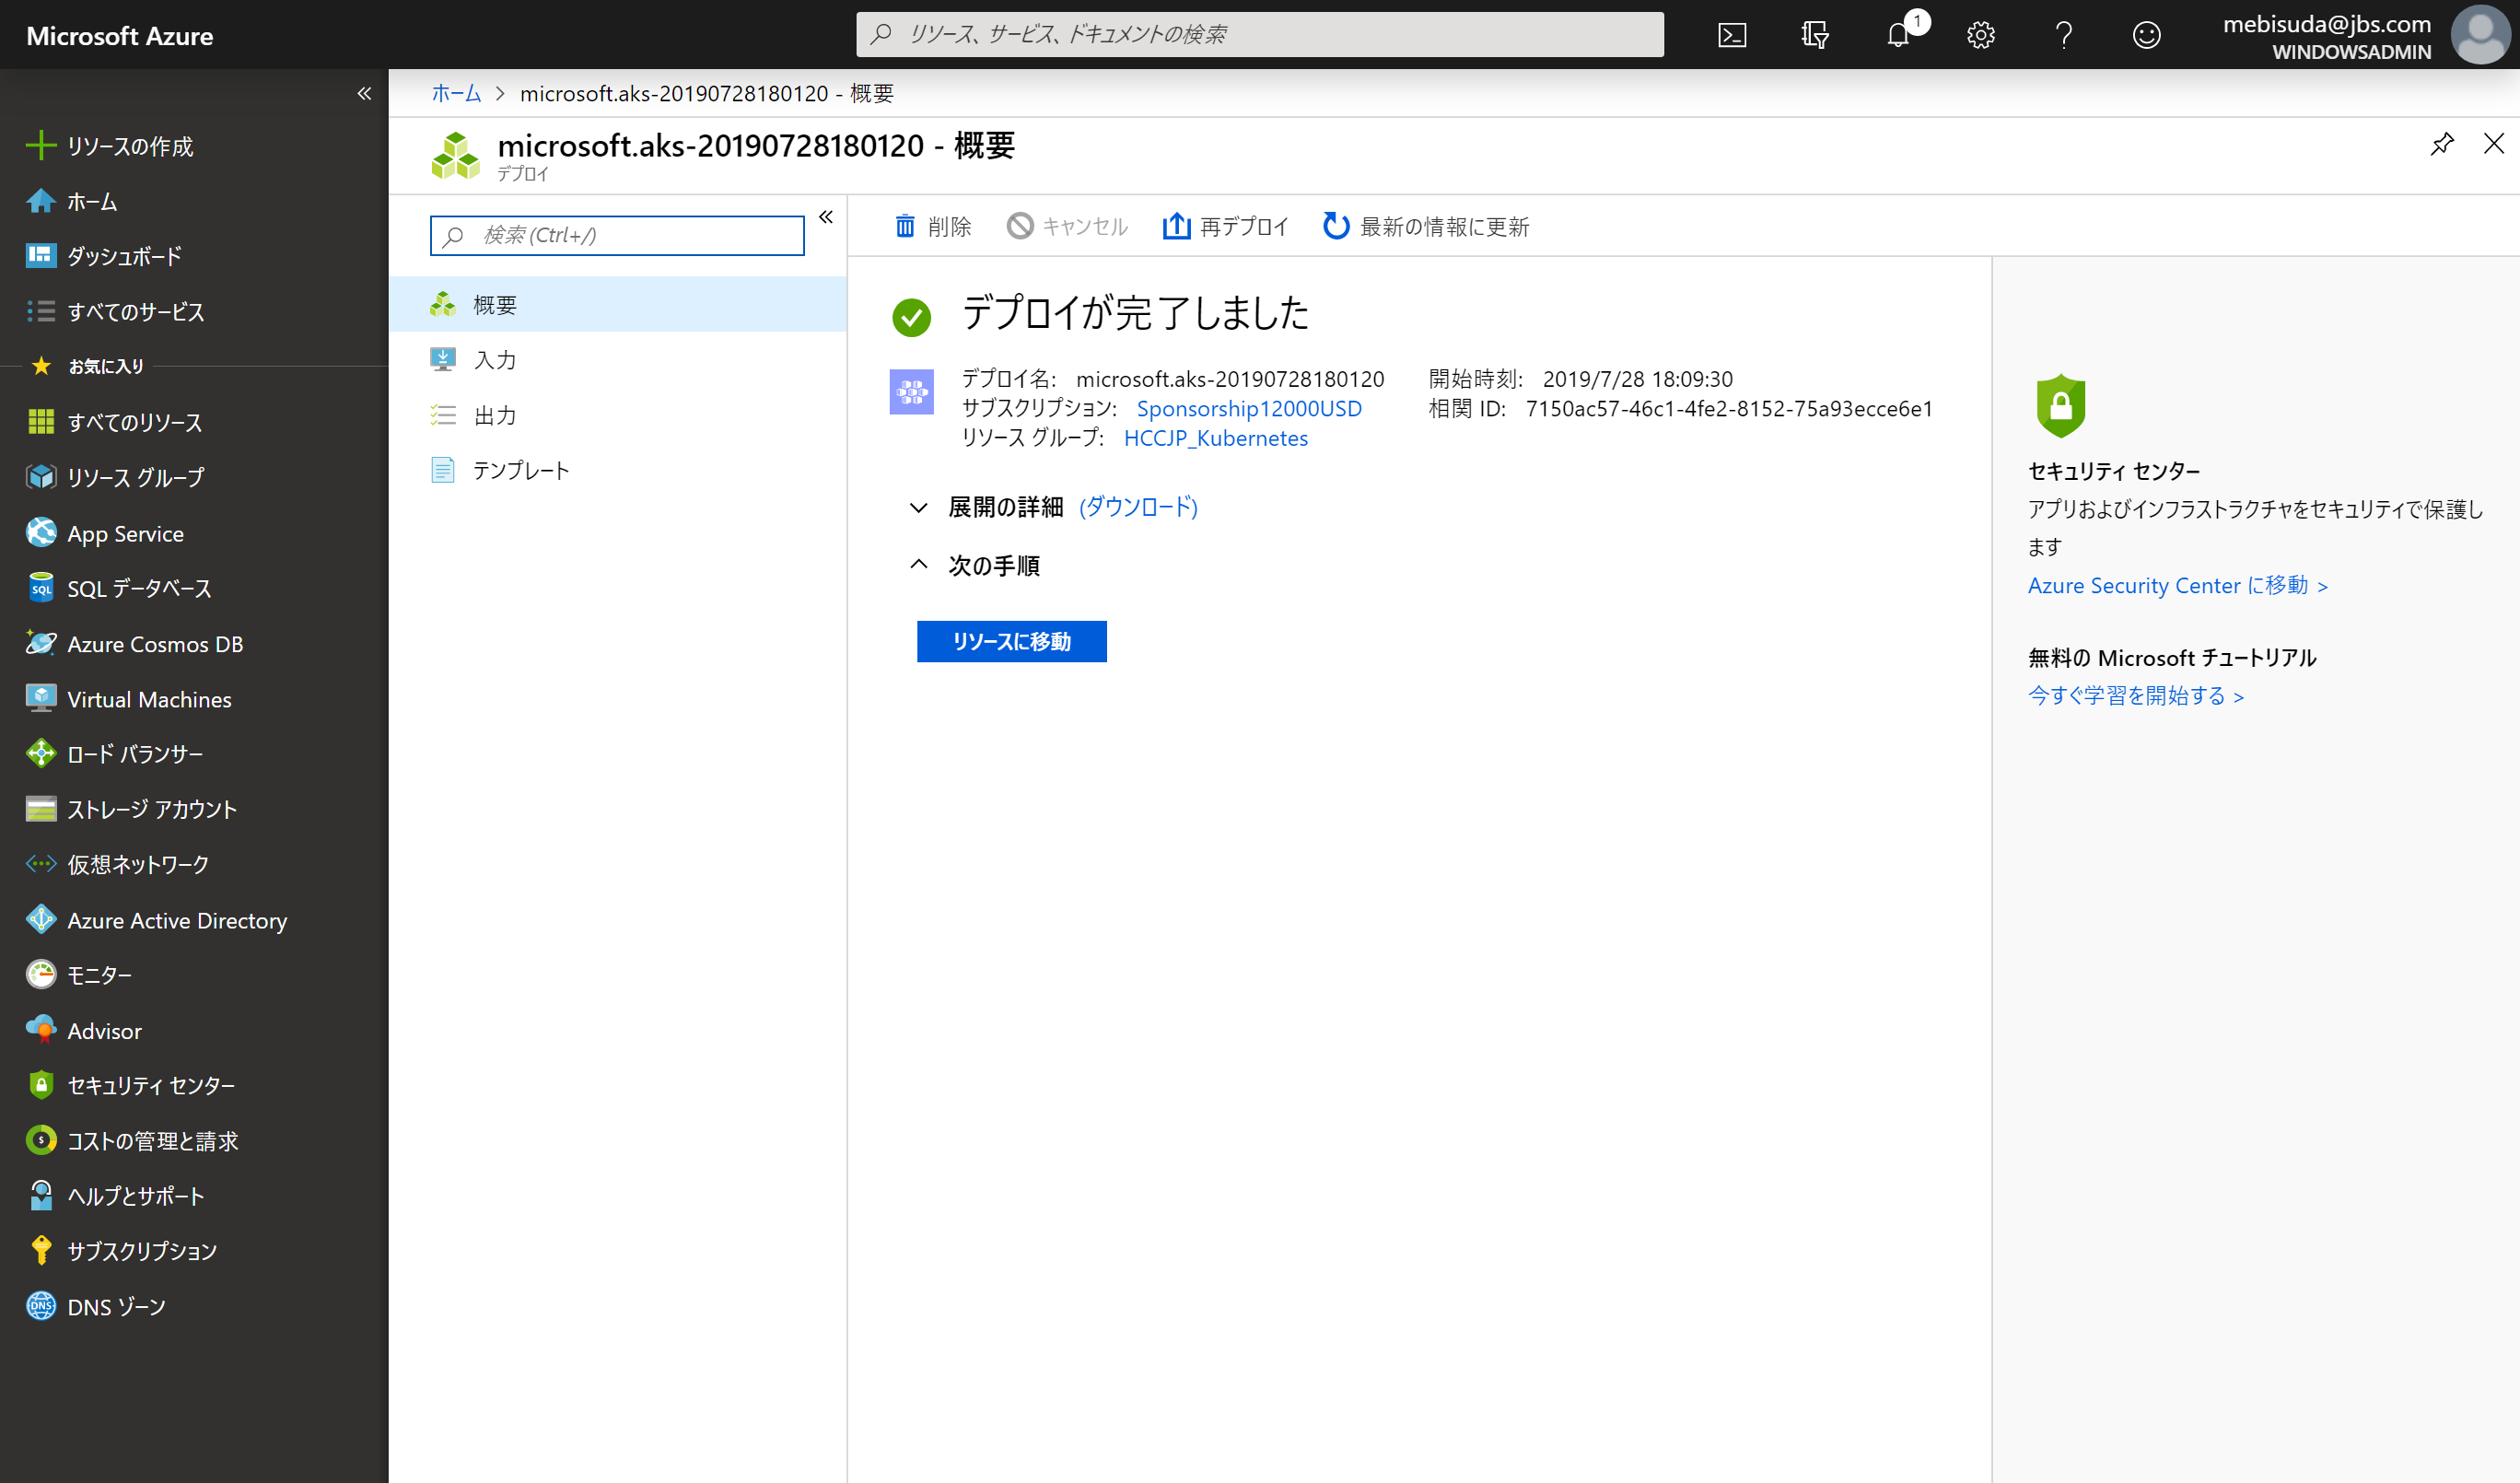 Microsoft Azure
リソース、サービス、ドキュメントの検索
1
mebisuda@jbs.com
WINDOWSADMIN
リソースの作成
ホーム
ダッシュボード
すべてのサービス
お気に入り
すべてのリソース
リソース グループ
App Service
SQL データベース
Azure Cosmos DB
Virtual Machines
ロード バランサー
ストレージ アカウント
仮想ネットワーク
Azure Active Directory
モニター
Advisor
セキュリティ センター
コストの管理と請求
ヘルプとサポート
サブスクリプション
DNS ゾーン
ホーム > microsoft.aks-20190728180120 - 概要
microsoft.aks-20190728180120 - 概要
デプロイ
検索 (Ctrl+/)
概要
入力
出力
テンプレート
削除 キャンセル 再デプロイ 最新の情報に更新
デプロイが完了しました
デプロイ名: microsoft.aks-20190728180120
サブスクリプション: Sponsorship12000USD
リソース グループ: HCCJP_Kubernetes
開始時刻: 2019/7/28 18:09:30
相関 ID: 7150ac57-46c1-4fe2-8152-75a93ecce6e1
展開の詳細 (ダウンロード)
次の手順
リソースに移動
セキュリティ センター
アプリおよびインフラストラクチャをセキュリティで保護し
ます
Azure Security Center に移動 >
無料の Microsoft チュートリアル
今すぐ学習を開始する >